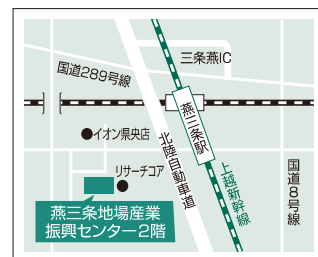 三条燕IC
国道289号線
燕三条駅
イオン県央店
北陸自動車道
上越新幹線
国道8号線
リサーチコア
燕三条地場産業
振興センター2階